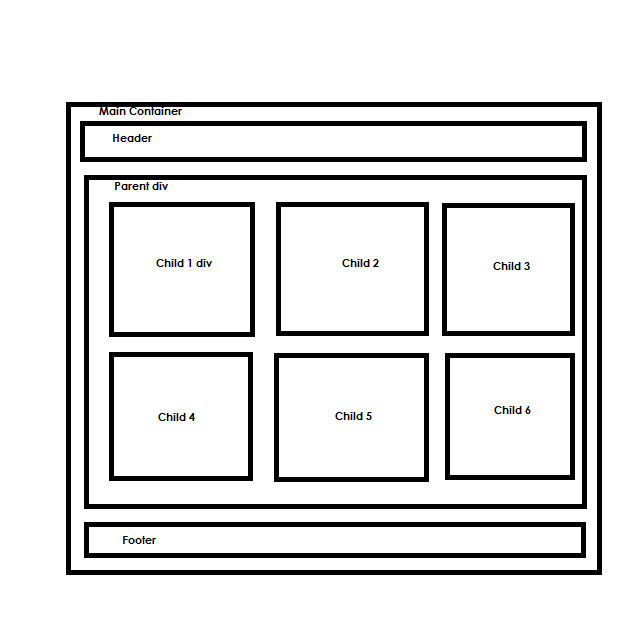 Main Container
Header
Parent div
Child 1 div
Child 2
Child 3
Child 4
Child 5
Child 6
Footer